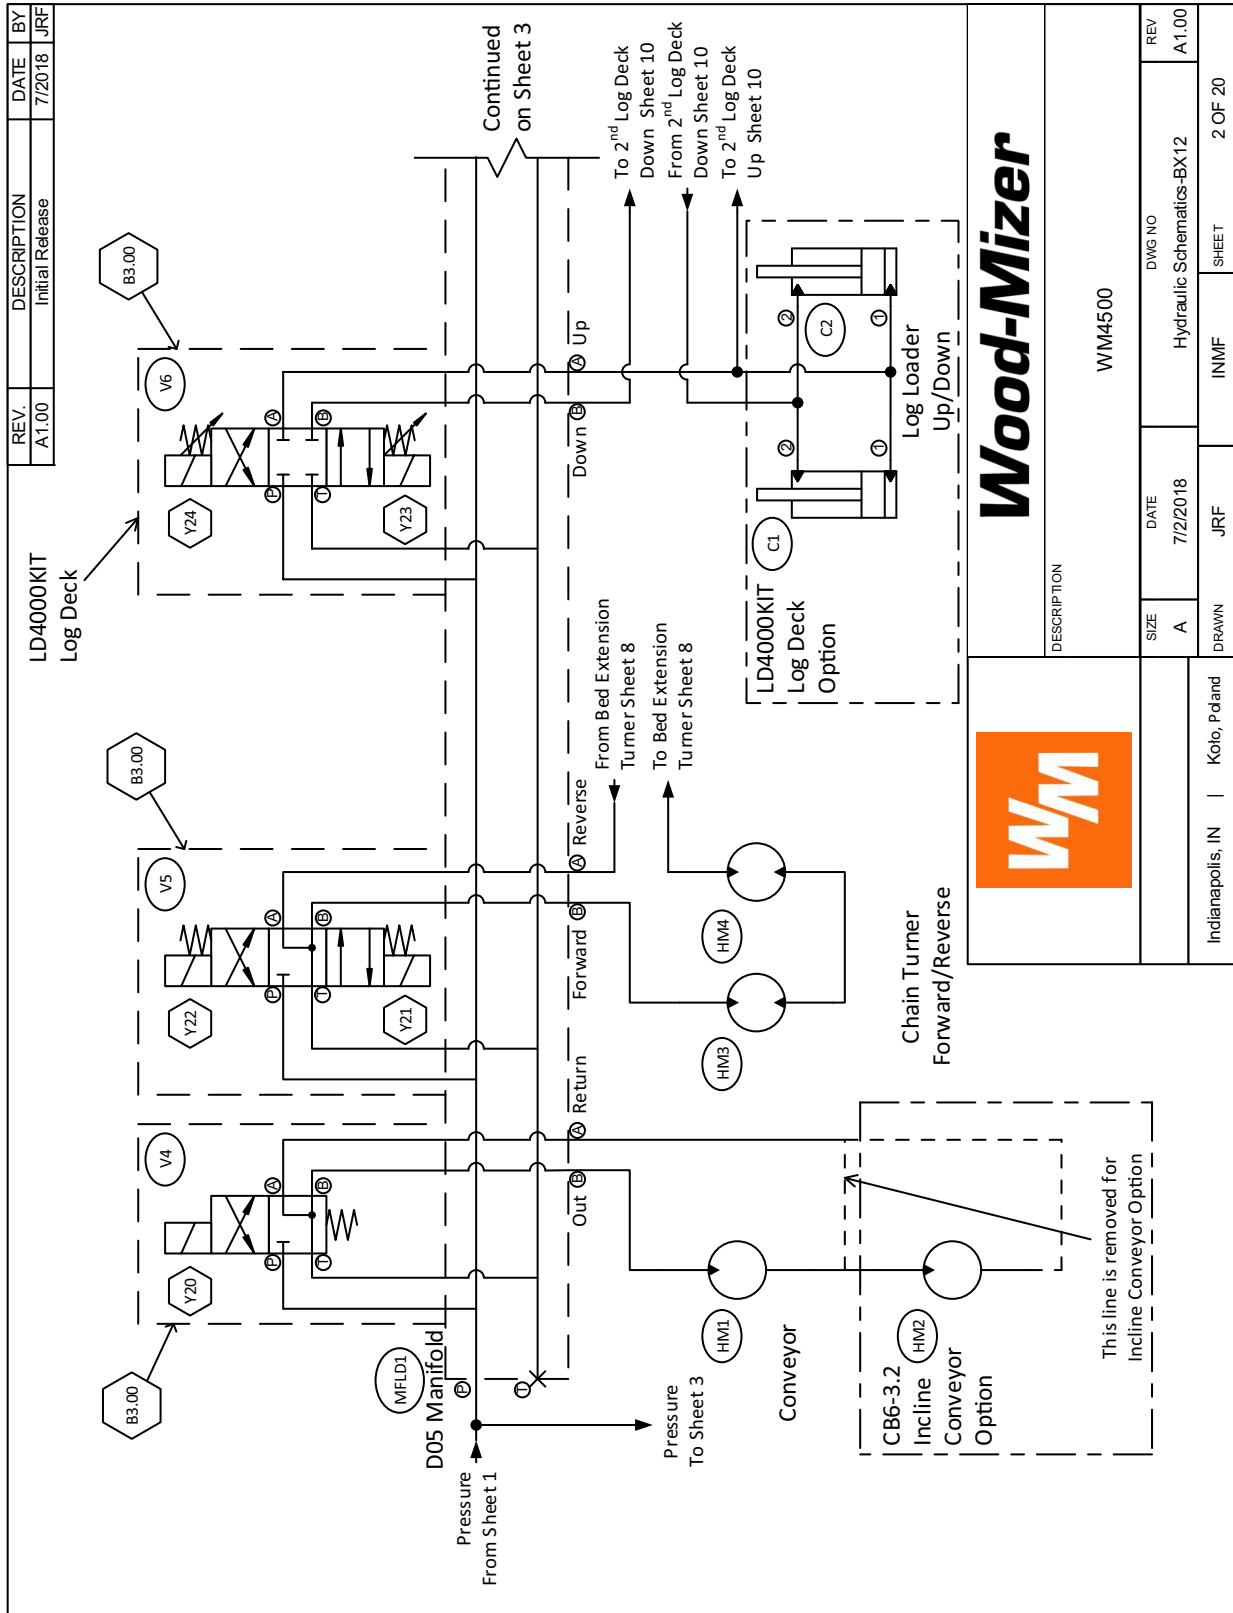 REV.
DESCRIPTION
DATE
BY
A1.00
Initial Release
7/2018
JRF
LD4000KIT
Log Deck
B3.00
B3.00
B3.00
V4
V5
V6
Y20
Y22
Y21
Y24
Y23
P
A
T
B
P
A
T
B
P
A
T
B
MFLD1
D05 Manifold
P
T
Pressure
From Sheet 1
Pressure
To Sheet 3
Continued
on Sheet 3
Out B
A Return
Forward B
A Reverse
Down B
A Up
From Bed Extension
Turner Sheet 8
To Bed Extension
Turner Sheet 8
To 2nd Log Deck
Down Sheet 10
From 2nd Log Deck
Down Sheet 10
To 2nd Log Deck
Up Sheet 10
HM1
Conveyor
HM2
CB6-3.2
Incline
Conveyor
Option
This line is removed for
Incline Conveyor Option
HM3
HM4
Chain Turner
Forward/Reverse
LD4000KIT
Log Deck
Option
C1
C2
2
2
1
1
Log Loader
Up/Down
WM
Wood-Mizer
DESCRIPTION
WM4500
SIZE
A
DATE
7/2/2018
DWG NO
Hydraulic Schematics-BX12
REV
A1.00
Indianapolis, IN | Koło, Poland
DRAWN
JRF
INMF
SHEET
2 OF 20